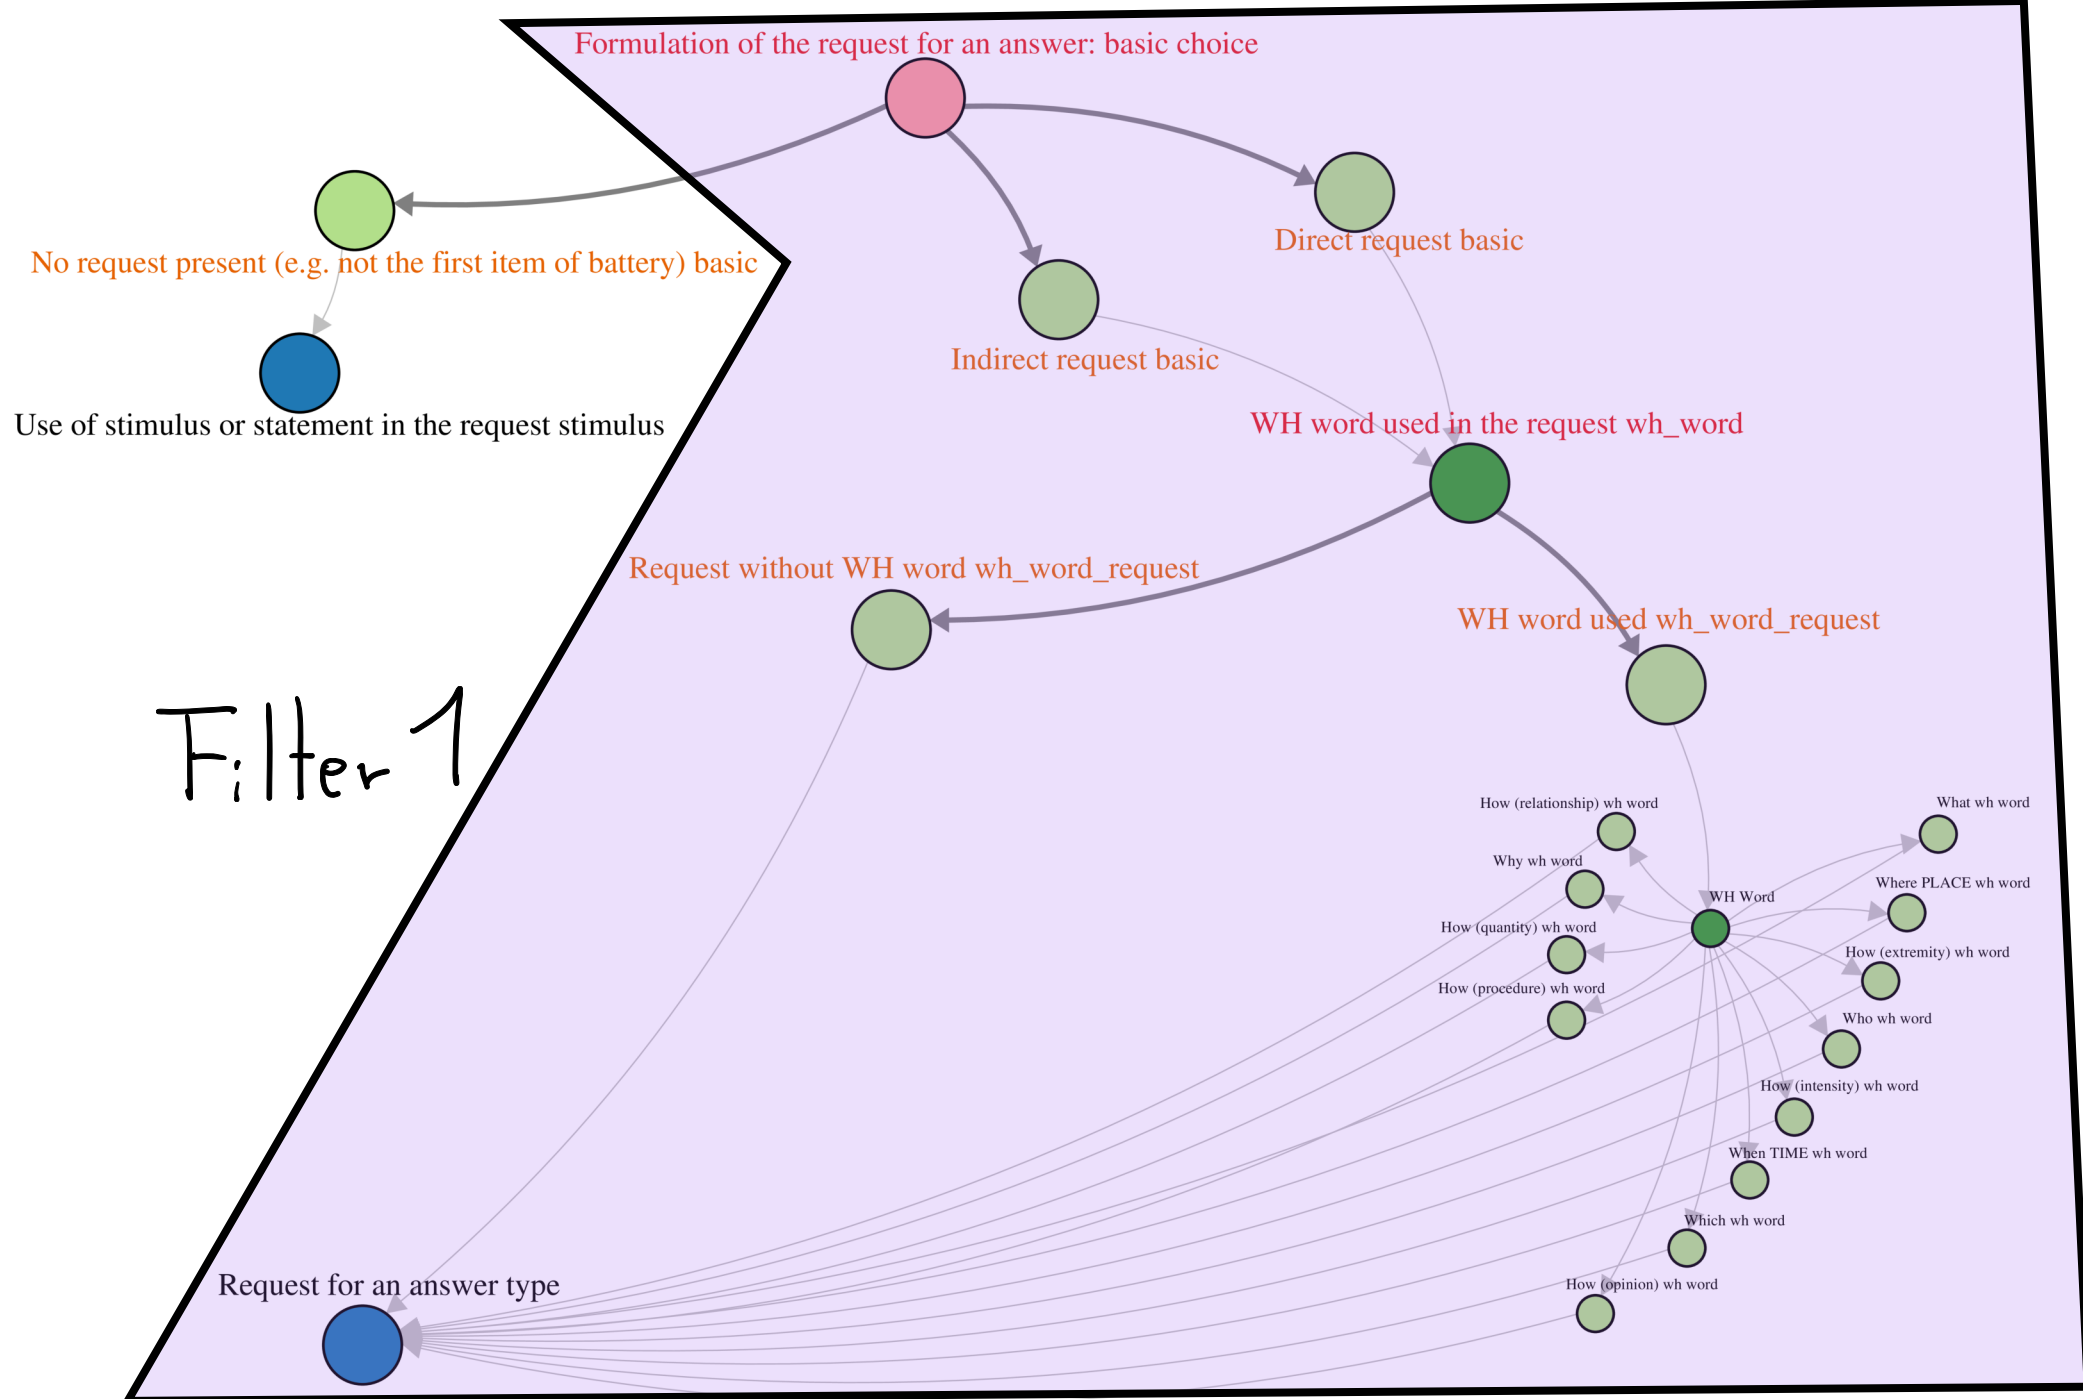 Formulation of the request for an answer: basic choice
No request present (e.g. not the first item of battery) basic
Direct request basic
Indirect request basic
Use of stimulus or statement in the request stimulus
WH word used in the request wh_word
Request without WH word wh_word_request
WH word used wh_word_request
Filter 1
How (relationship) wh word
What wh word
Why wh word
Where PLACE wh word
WH Word
How (quantity) wh word
How (extremity) wh word
How (procedure) wh word
Who wh word
How (intensity) wh word
When TIME wh word
Which wh word
How (opinion) wh word
Request for an answer type